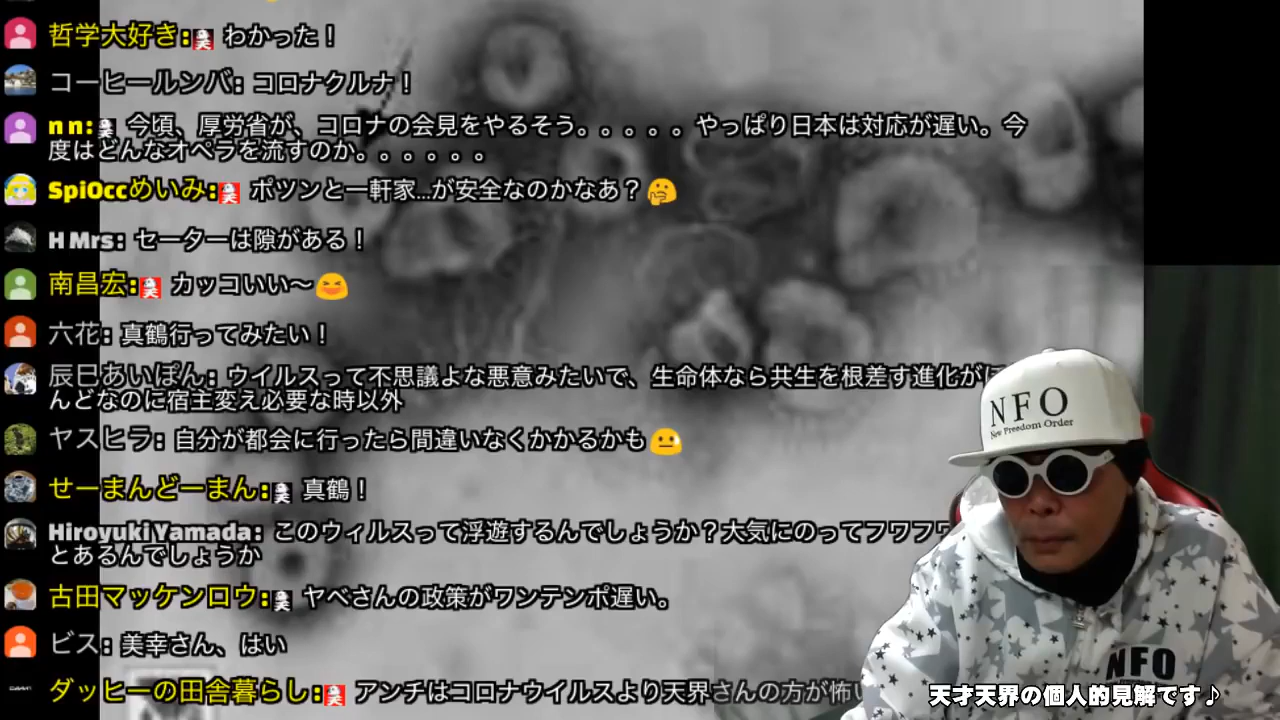 哲学大好き: わかった！
コーヒールンバ: コロナクルナ！
n n: 今頃、厚労省が、コロナの会見をやるそう。。。。。やっぱり日本は対応が遅い。今
度はどんなオペラを流すのか。。。。。。
SpiOccめいみ: ポツンと一軒家...が安全なのかなあ？🤔
H Mrs: セーターは隙がある！
南昌宏: カッコいい〜😆
六花: 真鶴行ってみたい！
辰巳あいぽん: ウイルスって不思議よな悪意みたいで、生命体なら共生を根差す進化が
んどなのに宿主変え必要な時以外
ヤスヒラ: 自分が都会に行ったら間違いなくかかるかも
せーまんどーまん: 真鶴！
Hiroyuki Yamada: このウィルスって浮遊するんでしょうか？大気にのってフワフワ
とあるんでしょうか
古田マッケンロウ: ヤベさんの政策がワンテンポ遅い。
ビス: 美幸さん、はい
ダッヒーの田舎暮らし: アンチはコロナウイルスより天界さんの方が怖い
NFO
New Freedom Order
NFO
天才天界の個人的見解です♪